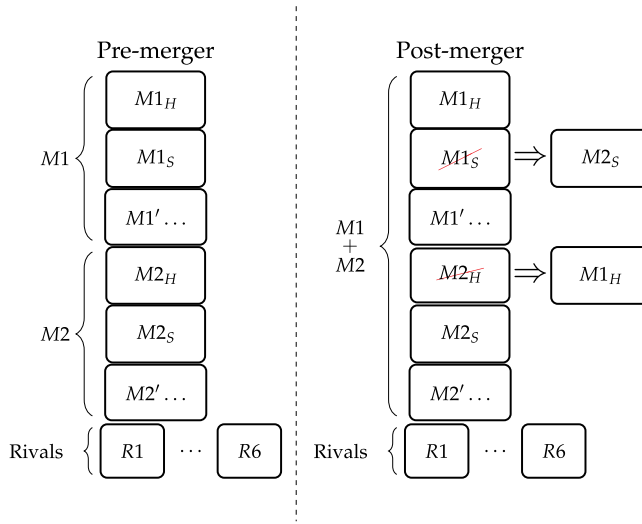 Pre-merger
M1_H
M1 M1_S
M1′ …
M2_H
M2 M2_S
M2′ …
Rivals R1 … R6
Post-merger
M1_H
M1_S ⇒ M2_S
M1′ …
M1
+
M2
M2_H ⇒ M1_H
M2_S
M2′ …
Rivals R1 … R6